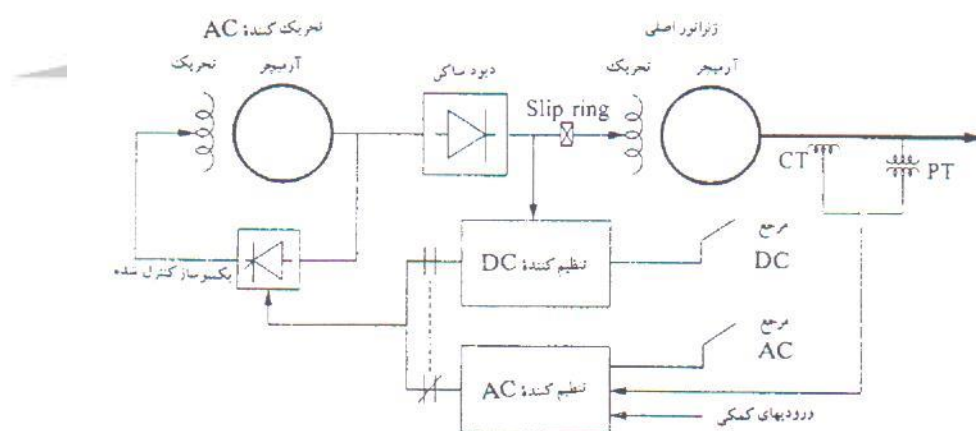 تحریک کننده AC
ژنراتور اصلی
تحریک
آرمیچر
دیود ساکن
Slip ring
تحریک
آرمیچر
CT
PT
یکسوساز کنترل شده
تنظیم کننده DC
مرجع
DC
مرجع
AC
تنظیم کننده AC
ورودیهای کمکی